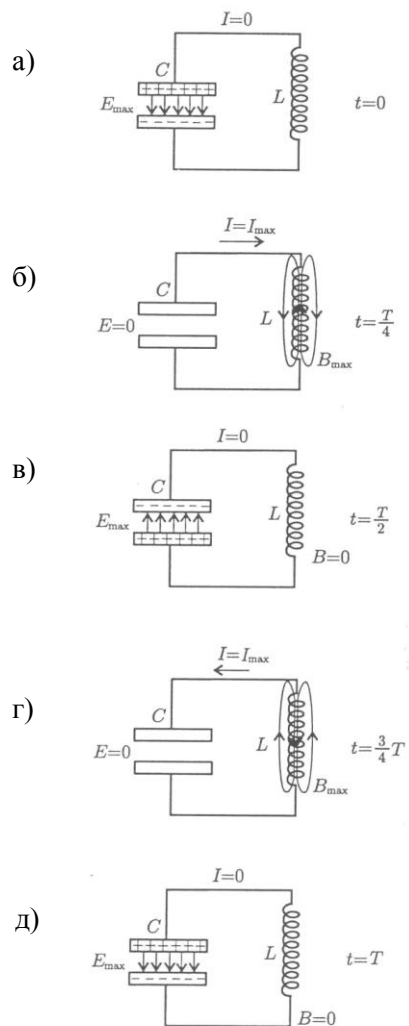 I=0
а)
C
E_max
L
t=0
I=I_max
б)
C
E=0
L
t=T/4
B_max
I=0
в)
C
E_max
L
t=T/2
B=0
I=I_max
г)
C
E=0
L
t=3/4 T
B_max
I=0
д)
C
E_max
L
t=T
B=0